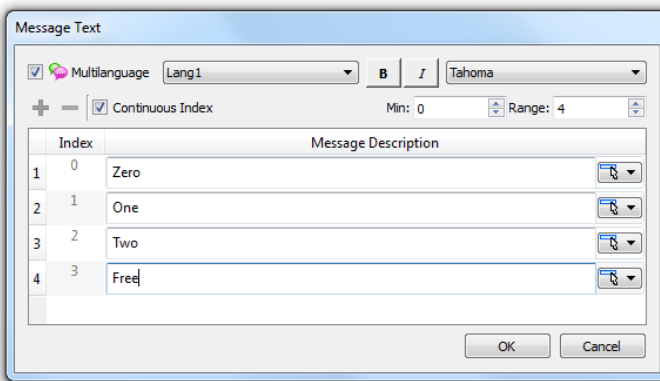 Message Text
Multilanguage Lang1 B I Tahoma
Continuous Index Min: 0 Range: 4
Index Message Description
1 0 Zero
2 1 One
3 2 Two
4 3 Free
OK Cancel